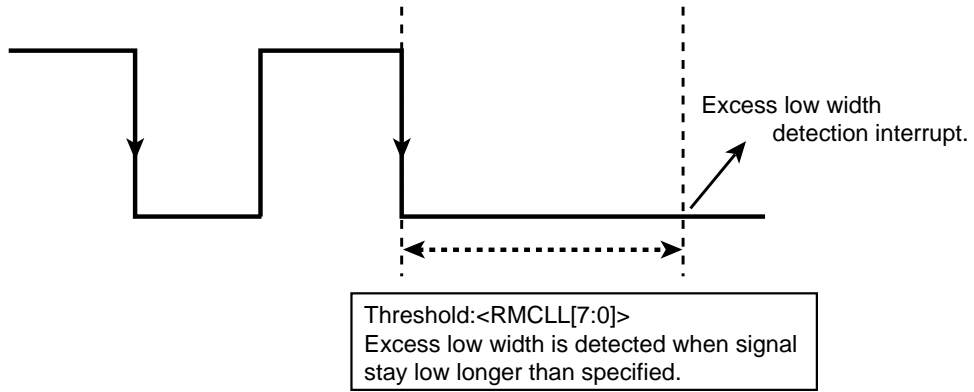 Excess low width
detection interrupt.
Threshold:<RMCLL[7:0]>
Excess low width is detected when signal
stay low longer than specified.